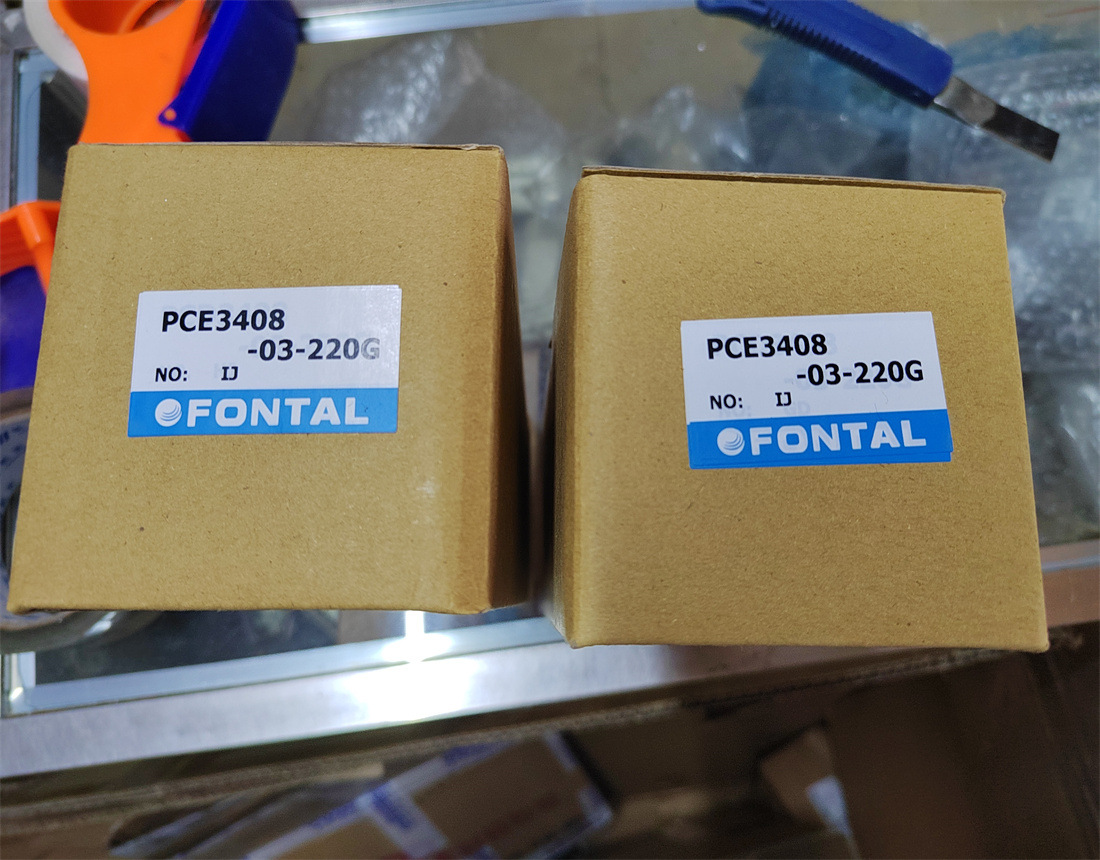 PCE3408
-03-220G
NO: IJ
FONTAL
PCE3408
-03-220G
NO: IJ
FONTAL